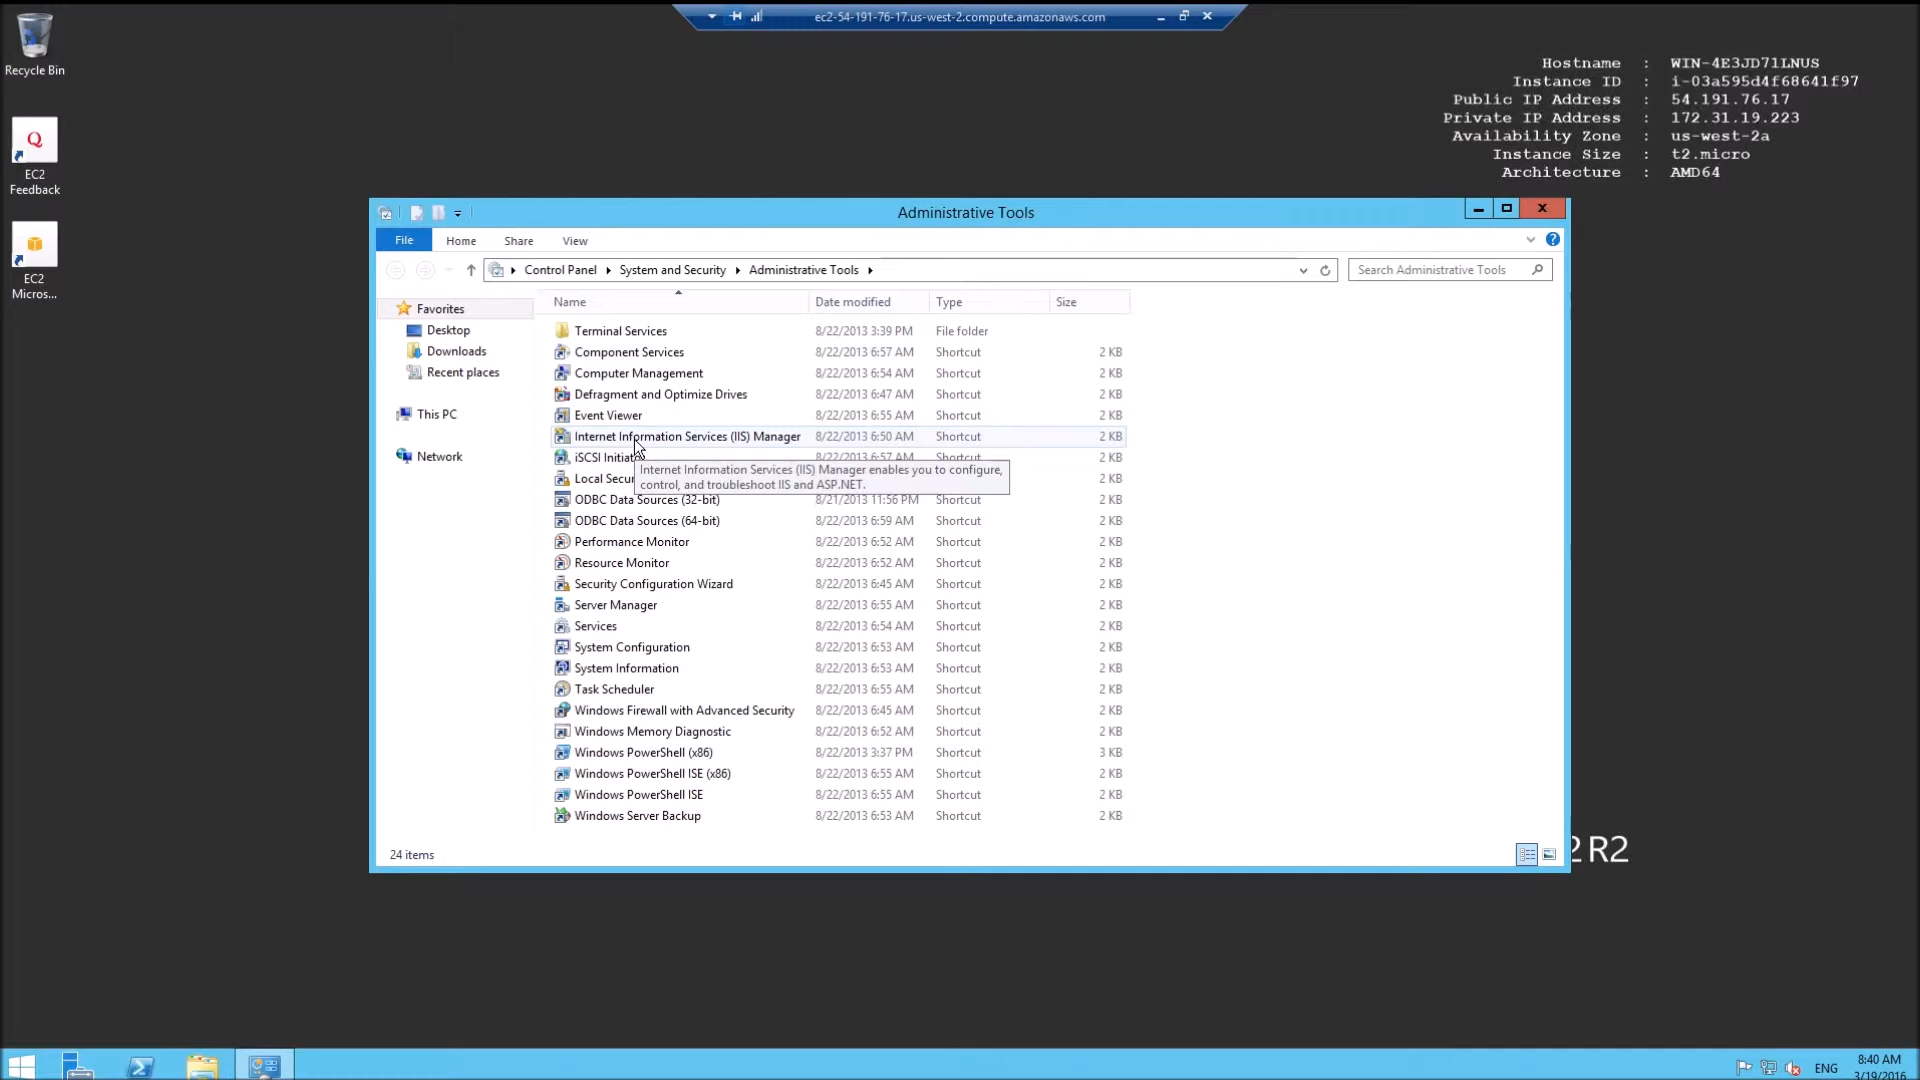 ec2-54-191-76-17.us-west-2.compute.amazonaws.com
Recycle Bin
EC2
Feedback
EC2
Micros...
Hostname : WIN-4E3JD71LNUS
Instance ID : i-03a595d4f68641f97
Public IP Address : 54.191.76.17
Private IP Address : 172.31.19.223
Availability Zone : us-west-2a
Instance Size : t2.micro
Architecture : AMD64
Administrative Tools
File Home Share View
Control Panel System and Security Administrative Tools
Search Administrative Tools
Favorites
Desktop
Downloads
Recent places
This PC
Network
Name Date modified Type Size
Terminal Services 8/22/2013 3:39 PM File folder
Component Services 8/22/2013 6:57 AM Shortcut 2 KB
Computer Management 8/22/2013 6:54 AM Shortcut 2 KB
Defragment and Optimize Drives 8/22/2013 6:47 AM Shortcut 2 KB
Event Viewer 8/22/2013 6:55 AM Shortcut 2 KB
Internet Information Services (IIS) Manager 8/22/2013 6:50 AM Shortcut 2 KB
iSCSI Initiato 8/22/2013 6:57 AM Shortcut 2 KB
Internet Information Services (IIS) Manager enables you to configure,
control, and troubleshoot IIS and ASP.NET.
Local Secur 2 KB
ODBC Data Sources (32-bit) 8/21/2013 11:56 PM Shortcut 2 KB
ODBC Data Sources (64-bit) 8/22/2013 6:59 AM Shortcut 2 KB
Performance Monitor 8/22/2013 6:52 AM Shortcut 2 KB
Resource Monitor 8/22/2013 6:52 AM Shortcut 2 KB
Security Configuration Wizard 8/22/2013 6:45 AM Shortcut 2 KB
Server Manager 8/22/2013 6:55 AM Shortcut 2 KB
Services 8/22/2013 6:54 AM Shortcut 2 KB
System Configuration 8/22/2013 6:53 AM Shortcut 2 KB
System Information 8/22/2013 6:53 AM Shortcut 2 KB
Task Scheduler 8/22/2013 6:55 AM Shortcut 2 KB
Windows Firewall with Advanced Security 8/22/2013 6:45 AM Shortcut 2 KB
Windows Memory Diagnostic 8/22/2013 6:52 AM Shortcut 2 KB
Windows PowerShell (x86) 8/22/2013 3:37 PM Shortcut 3 KB
Windows PowerShell ISE (x86) 8/22/2013 6:55 AM Shortcut 2 KB
Windows PowerShell ISE 8/22/2013 6:55 AM Shortcut 2 KB
Windows Server Backup 8/22/2013 6:53 AM Shortcut 2 KB
24 items
2 R2
ENG
8:40 AM
3/19/2016